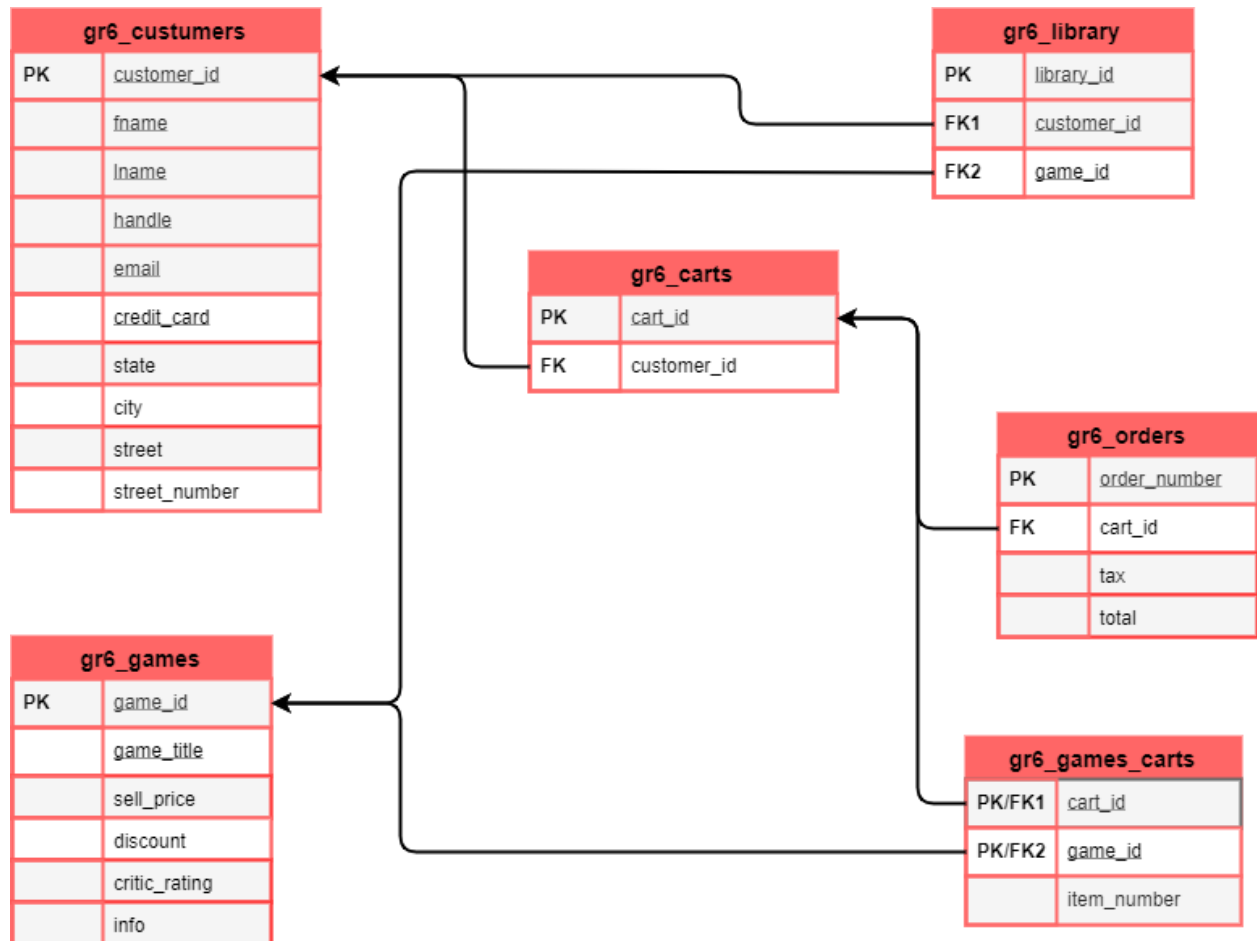 gr6_custumers
PK customer_id
fname
lname
handle
email
credit_card
state
city
street
street_number
gr6_library
PK library_id
FK1 customer_id
FK2 game_id
gr6_carts
PK cart_id
FK customer_id
gr6_orders
PK order_number
FK cart_id
tax
total
gr6_games
PK game_id
game_title
sell_price
discount
critic_rating
info
gr6_games_carts
PK/FK1 cart_id
PK/FK2 game_id
item_number